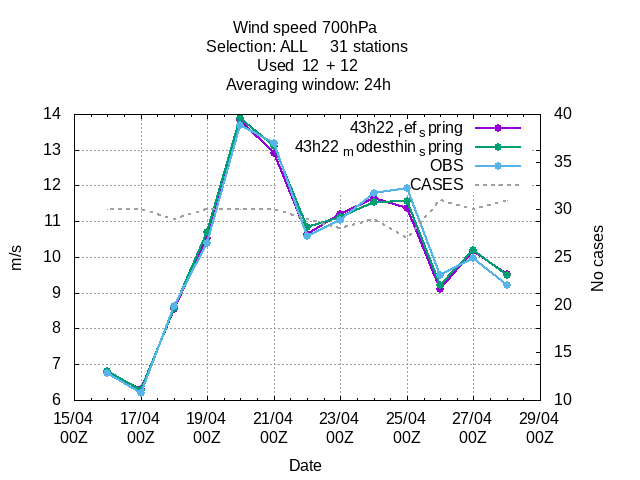 Wind speed 700hPa
Selection: ALL 31 stations
Used 12 + 12
Averaging window: 24h
14 40
43h22 ref spring
43h22 modesthin spring
OBS
CASES
13 35
12
11 30
10 25
9
8 20
7 15
6 10
m/s
No cases
15/04 17/04 19/04 21/04 23/04 25/04 27/04 29/04
00Z 00Z 00Z 00Z 00Z 00Z 00Z 00Z
Date